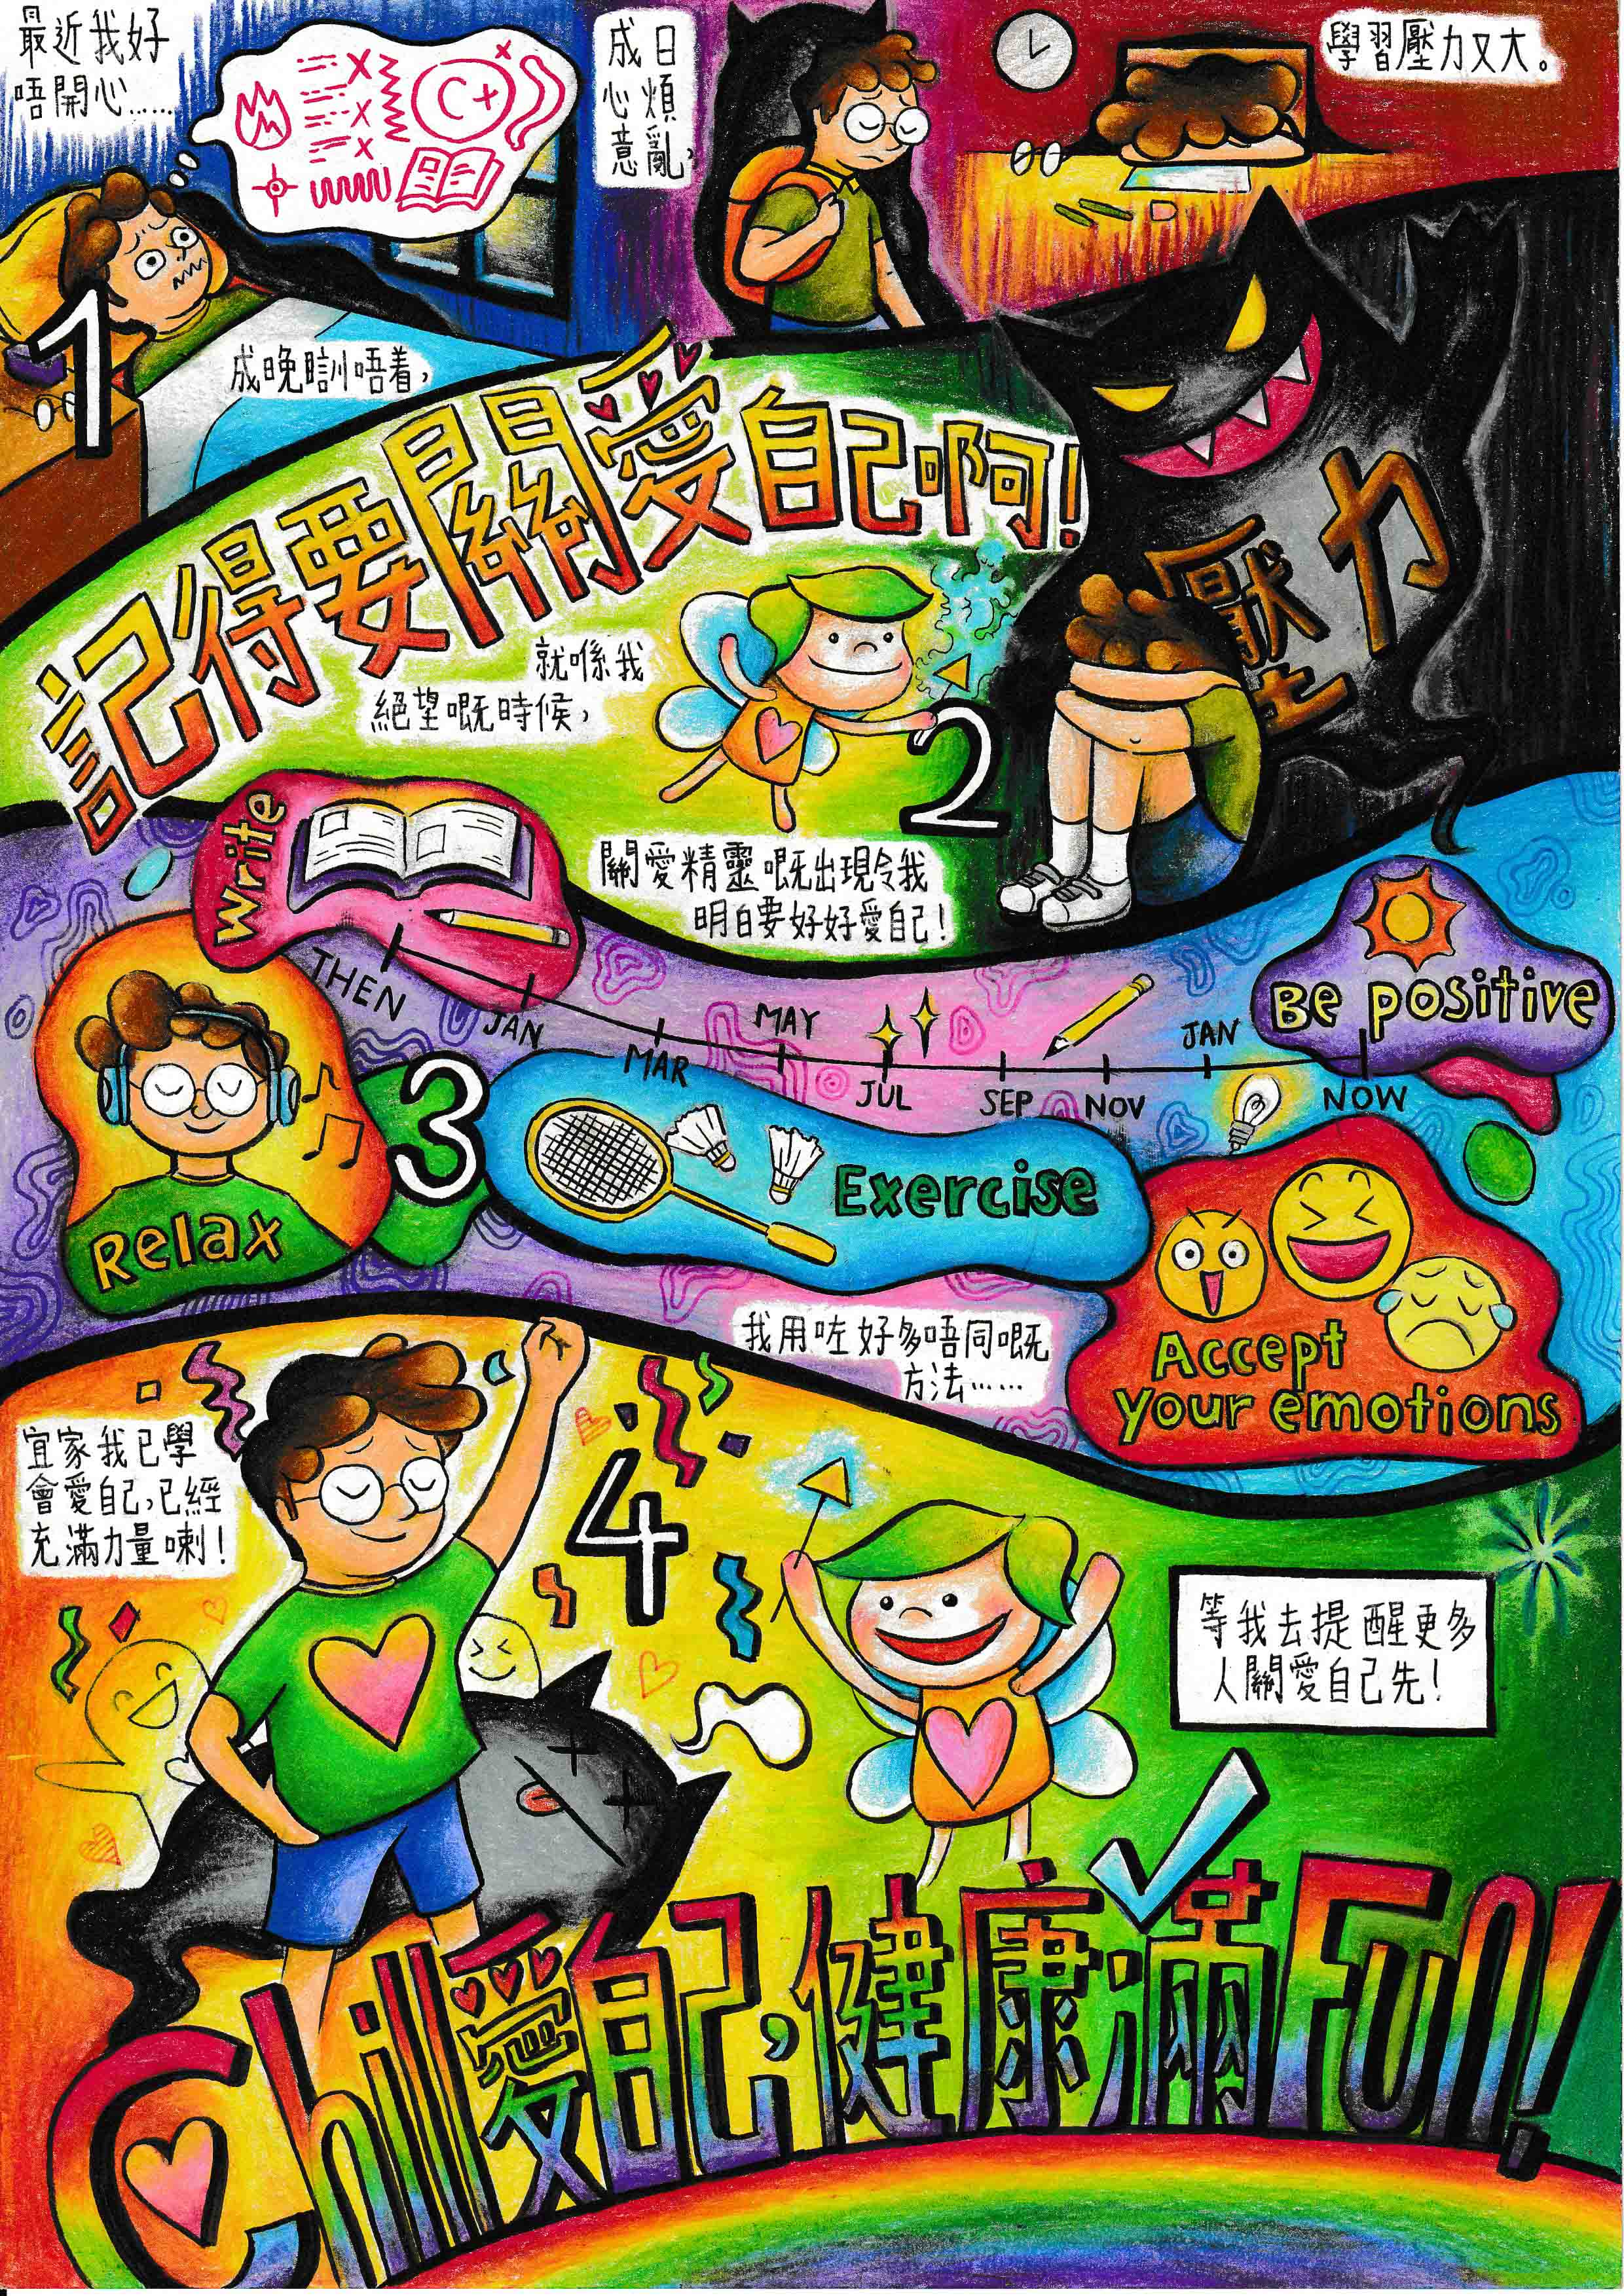 最近我好
唔開心……
C+
成日
心煩
意亂，
學習壓力又大。
1
成晚瞓唔着，
記得要關愛自己啊！
壓力
就喺我
絕望嘅時候，
2
關愛精靈嘅出現令我
明白要好好愛自己！
Write
THEN
JAN
MAR
MAY
JUL
SEP
NOV
JAN
NOW
Be positive
Relax
3
Exercise
Accept
your emotions
我用咗好多唔同嘅
方法……
宜家我已學
會愛自己，已經
充滿力量喇！
4
等我去提醒更多
人關愛自己先！
Chill愛自己，健康滿Fun！